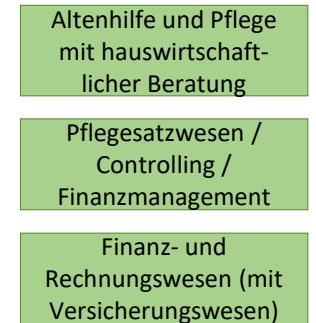 Altenhilfe und Pflege
mit hauswirtschaft-
licher Beratung
Pflegesatzwesen /
Controlling /
Finanzmanagement
Finanz- und
Rechnungswesen (mit
Versicherungswesen)